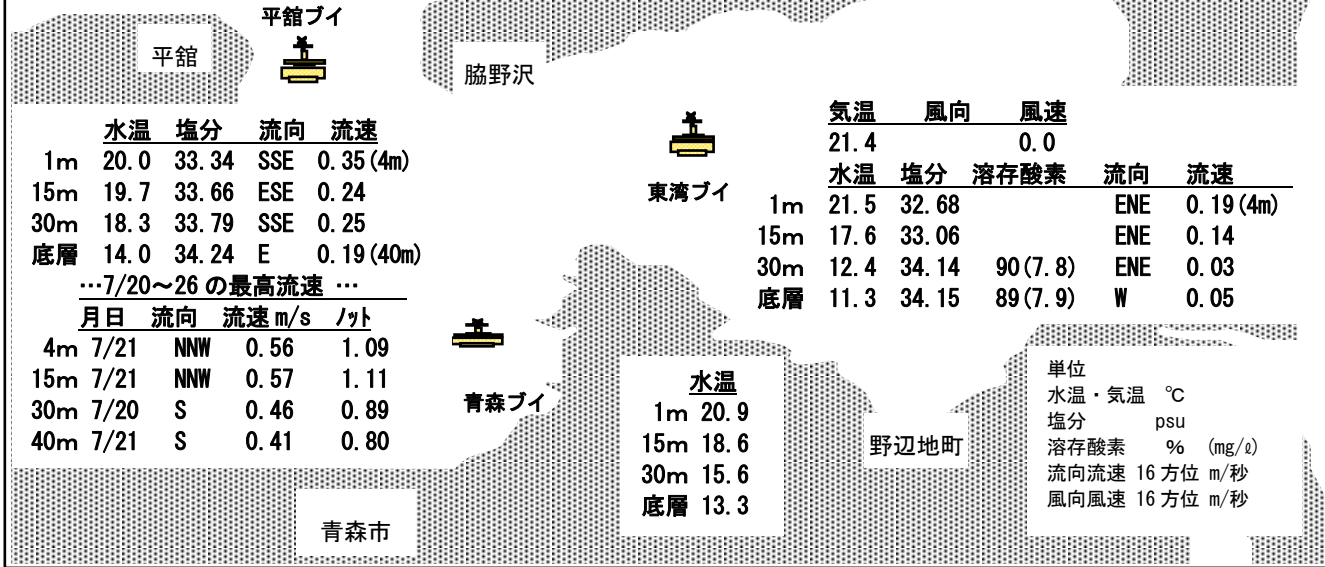 平舘ブイ
平舘
脇野沢
水温 塩分 流向 流速
1m 20.0 33.34 SSE 0.35(4m)
15m 19.7 33.66 ESE 0.24
30m 18.3 33.79 SSE 0.25
底層 14.0 34.24 E 0.19(40m)
…7/20～26の最高流速 …
月日 流向 流速m/s ﾉｯﾄ
4m 7/21 NNW 0.56 1.09
15m 7/21 NNW 0.57 1.11
30m 7/20 S 0.46 0.89
40m 7/21 S 0.41 0.80
東湾ブイ
気温 風向 風速
21.4 0.0
水温 塩分 溶存酸素 流向 流速
1m 21.5 32.68 ENE 0.19(4m)
15m 17.6 33.06 ENE 0.14
30m 12.4 34.14 90(7.8) ENE 0.03
底層 11.3 34.15 89(7.9) W 0.05
青森ブイ
水温
1m 20.9
15m 18.6
30m 15.6
底層 13.3
青森市
野辺地町
単位
水温・気温 ℃
塩分 psu
溶存酸素 % (mg/ℓ)
流向流速 16方位 m/秒
風向風速 16方位 m/秒